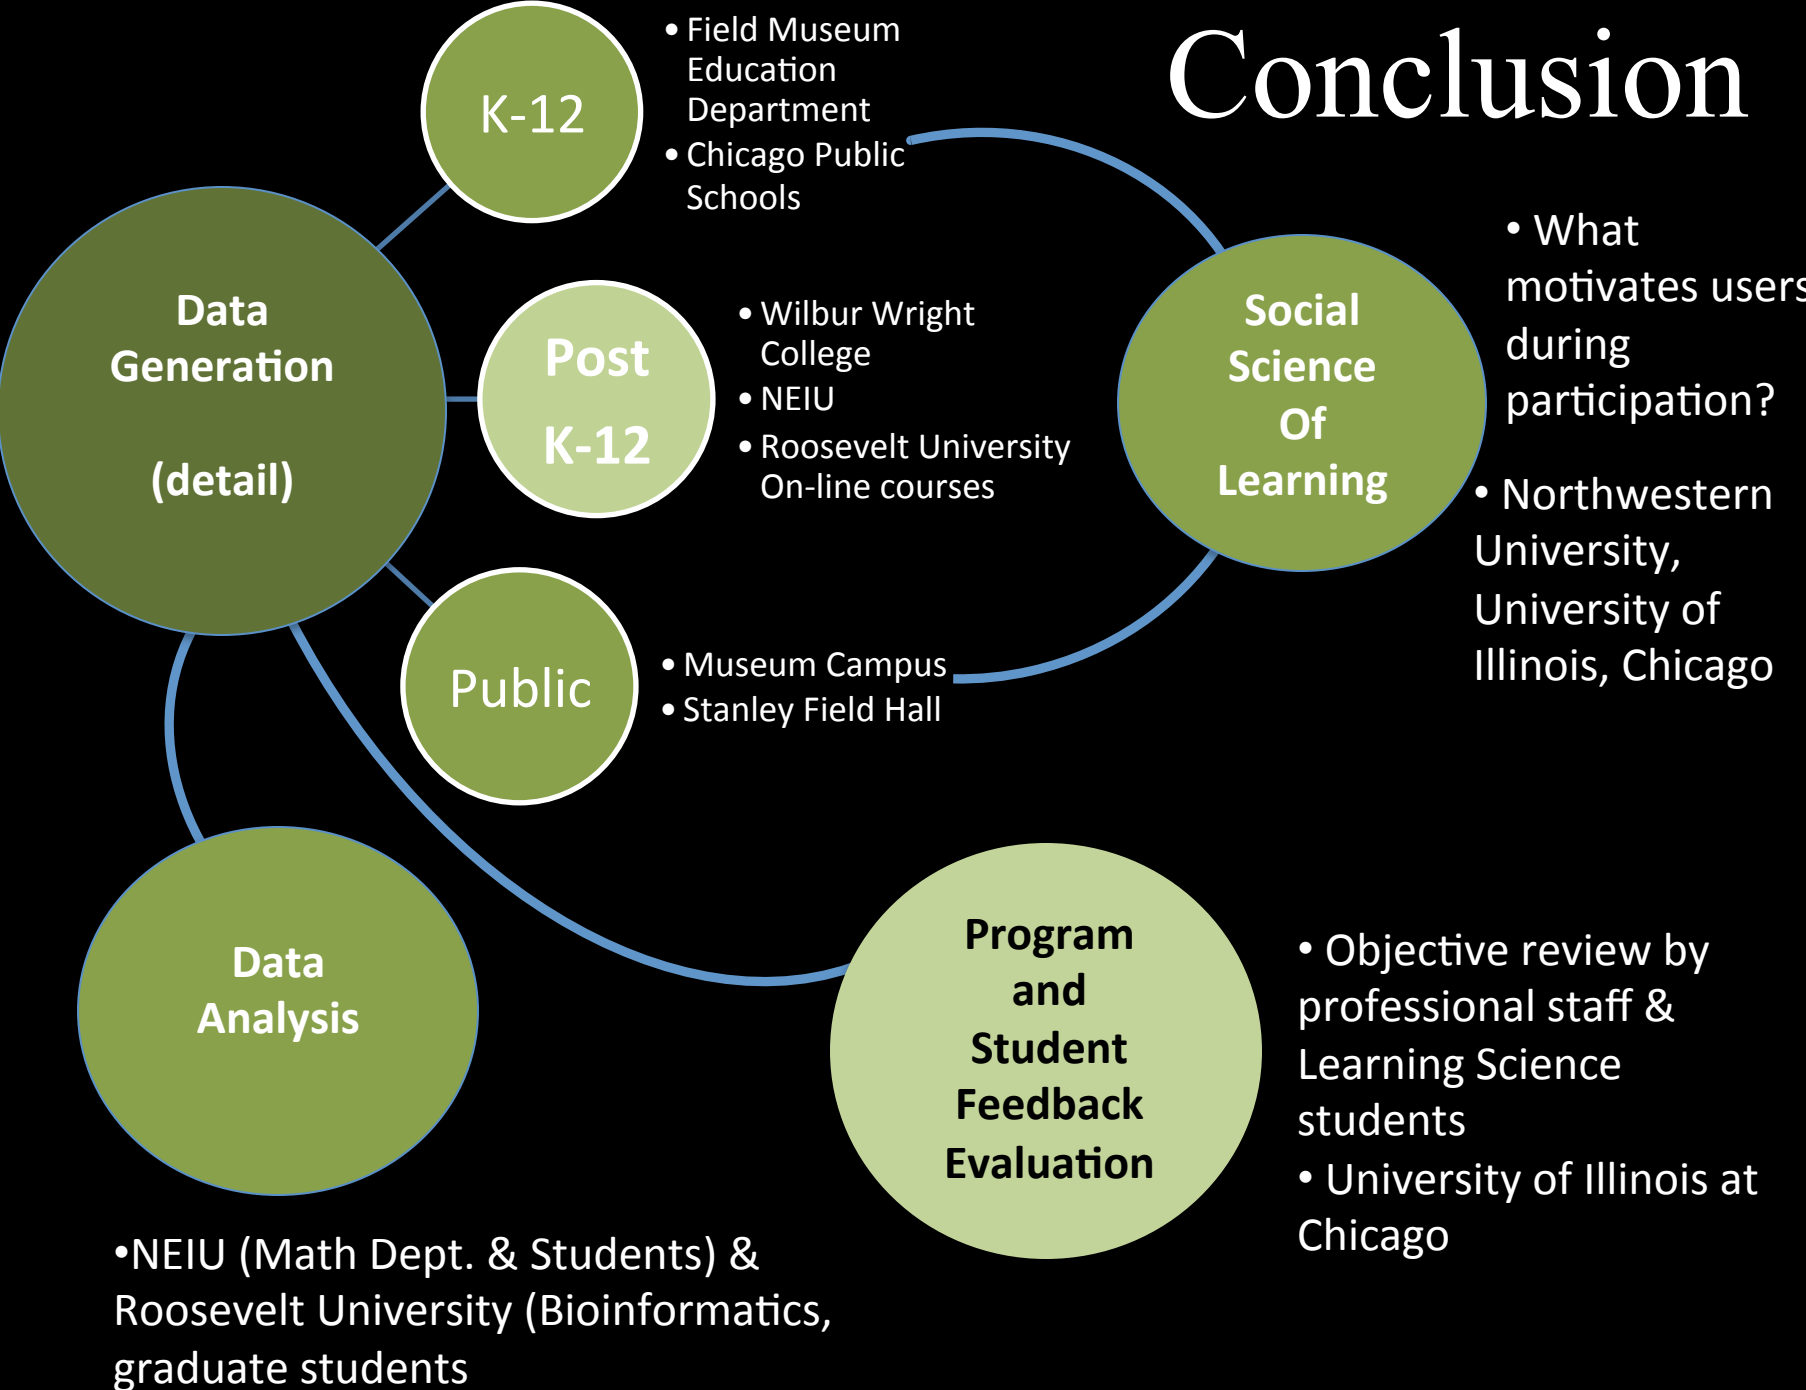 Conclusion
K-12
• Field Museum
Education
Department
• Chicago Public
Schools
Data
Generation
(detail)
Post
K-12
• Wilbur Wright
College
• NEIU
• Roosevelt University
On-line courses
Social
Science
Of
Learning
• What
motivates users
during
participation?
• Northwestern
University,
University of
Illinois, Chicago
Public
• Museum Campus
• Stanley Field Hall
Data
Analysis
•NEIU (Math Dept. & Students) &
Roosevelt University (Bioinformatics,
graduate students
Program
and
Student
Feedback
Evaluation
• Objective review by
professional staff &
Learning Science
students
• University of Illinois at
Chicago